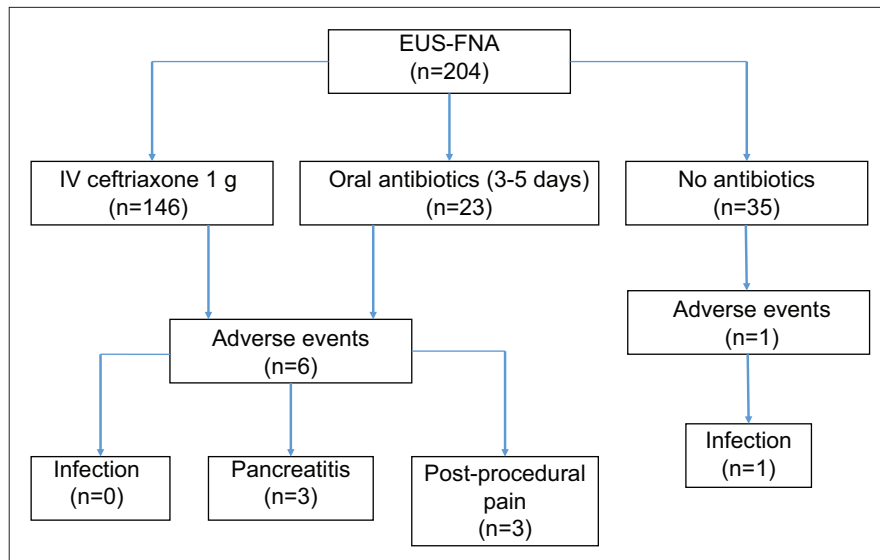 EUS-FNA
(n=204)
IV ceftriaxone 1 g
(n=146)
Oral antibiotics (3-5 days)
(n=23)
No antibiotics
(n=35)
Adverse events
(n=6)
Adverse events
(n=1)
Infection
(n=0)
Pancreatitis
(n=3)
Post-procedural
pain
(n=3)
Infection
(n=1)